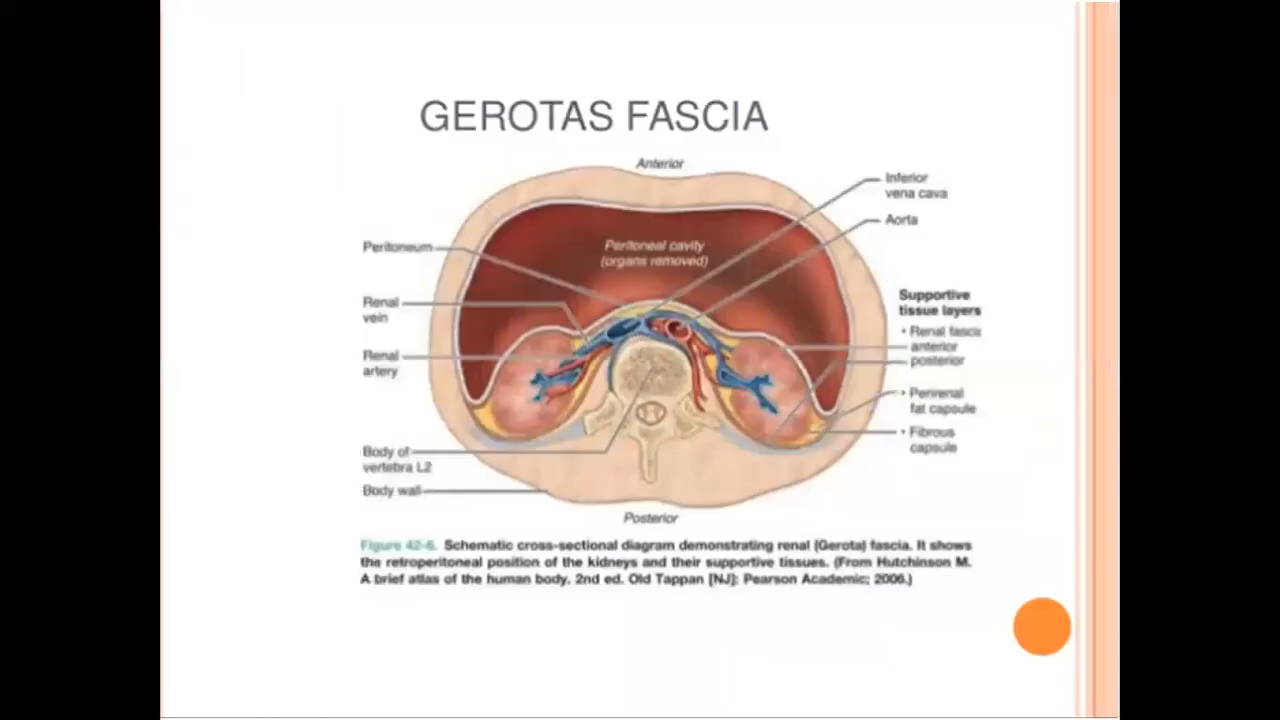 GEROTAS FASCIA
Anterior
Inferior
vena cava
Aorta
Peritoneum
Peritoneal cavity
(organs removed)
Renal
vein
Renal
artery
Supportive
tissue layers
• Renal fascia
anterior
posterior
• Perirenal
fat capsule
• Fibrous
capsule
Body of
vertebra L2
Body wall
Posterior
Figure 42-6. Schematic cross-sectional diagram demonstrating renal (Gerota) fascia. It shows
the retroperitoneal position of the kidneys and their supportive tissues. (From Hutchinson M.
A brief atlas of the human body. 2nd ed. Old Tappan [NJ]: Pearson Academic; 2006.)